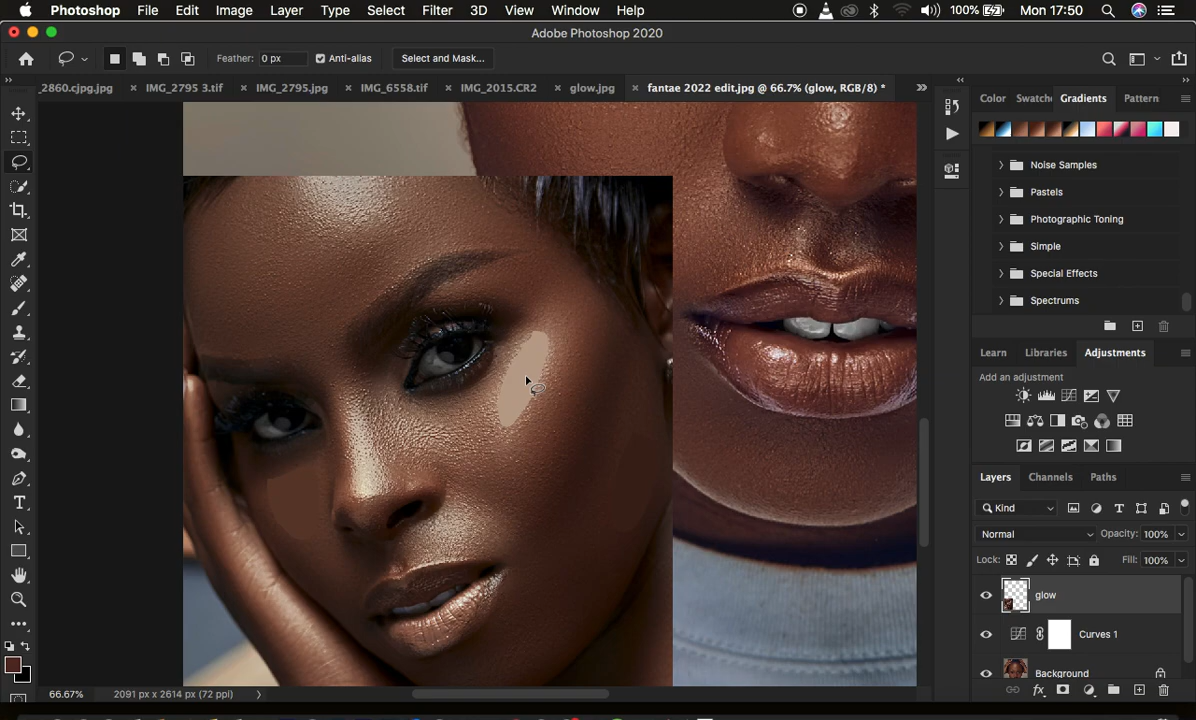 Photoshop File Edit Image Layer Type Select Filter 3D View Window Help 100% Mon 17:50
Adobe Photoshop 2020
Feather: 0 px Anti-alias Select and Mask...
_2860.cjpg.jpg × IMG_2795 3.tif × IMG_2795.jpg × IMG_6558.tif × IMG_2015.CR2 × glow.jpg × fantae 2022 edit.jpg @ 66.7% (glow, RGB/8) *
Color Swatch Gradients Pattern
Noise Samples
Pastels
Photographic Toning
Simple
Special Effects
Spectrums
Learn Libraries Adjustments
Add an adjustment
Layers Channels Paths
Kind
Normal Opacity: 100%
Lock: Fill: 100%
glow
Curves 1
Background
66.67% 2091 px x 2614 px (72 ppi)